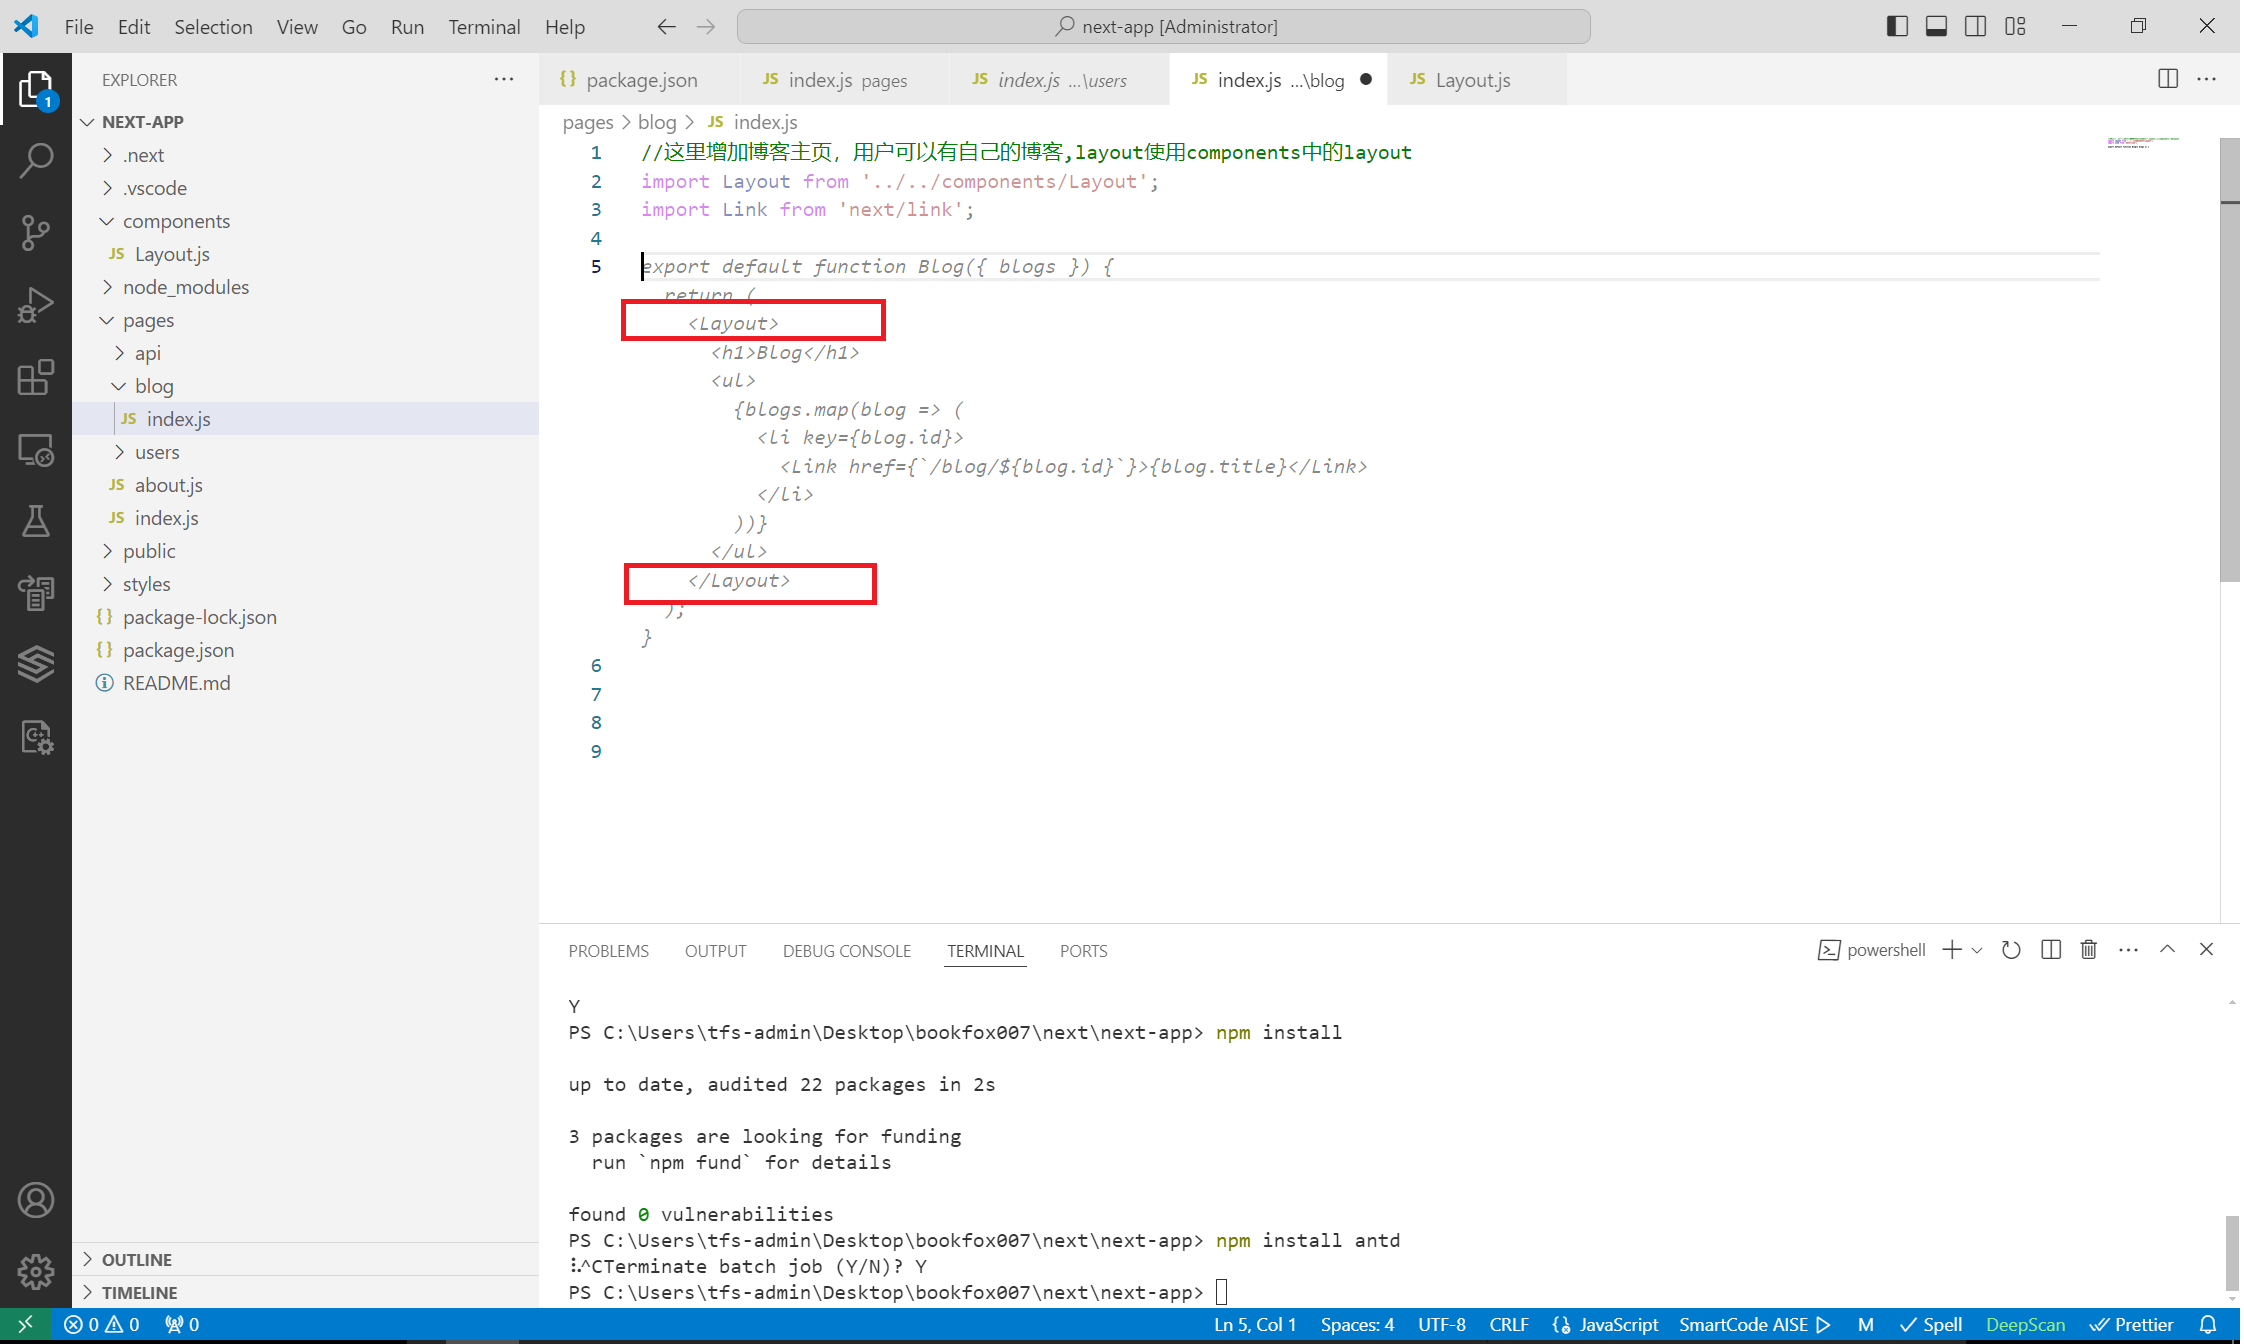 File Edit Selection View Go Run Terminal Help
next-app [Administrator]
EXPLORER
1
NEXT-APP
.next
.vscode
components
JS Layout.js
node_modules
pages
api
blog
JS index.js
users
JS about.js
JS index.js
public
styles
{} package-lock.json
{} package.json
README.md
OUTLINE
TIMELINE
{} package.json
JS index.js pages
JS index.js ...\users
JS index.js ...\blog
JS Layout.js
pages > blog > JS index.js
1 //这里增加博客主页，用户可以有自己的博客,layout使用components中的layout
2 import Layout from '../../components/Layout';
3 import Link from 'next/link';
4
5 export default function Blog({ blogs }) {
return (
<Layout>
<h1>Blog</h1>
<ul>
{blogs.map(blog => (
<li key={blog.id}>
<Link href={`/blog/${blog.id}`}>{blog.title}</Link>
</li>
))}
</ul>
</Layout>
);
}
6
7
8
9
PROBLEMS OUTPUT DEBUG CONSOLE TERMINAL PORTS
powershell
Y
PS C:\Users\tfs-admin\Desktop\bookfox007\next\next-app> npm install
up to date, audited 22 packages in 2s
3 packages are looking for funding
run `npm fund` for details
found 0 vulnerabilities
PS C:\Users\tfs-admin\Desktop\bookfox007\next\next-app> npm install antd
⠧^CTerminate batch job (Y/N)? Y
PS C:\Users\tfs-admin\Desktop\bookfox007\next\next-app>
0 0 0
Ln 5, Col 1 Spaces: 4 UTF-8 CRLF JavaScript SmartCode AISE M Spell DeepScan Prettier